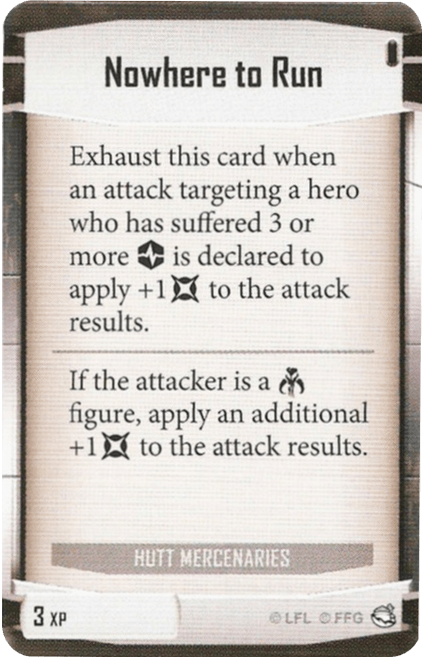 Nowhere to Run
Exhaust this card when
an attack targeting a hero
who has suffered 3 or
more is declared to
apply +1 to the attack
results.
If the attacker is a
figure, apply an additional
+1 to the attack results.
HUTT MERCENARIES
3 XP
©LFL ©FFG